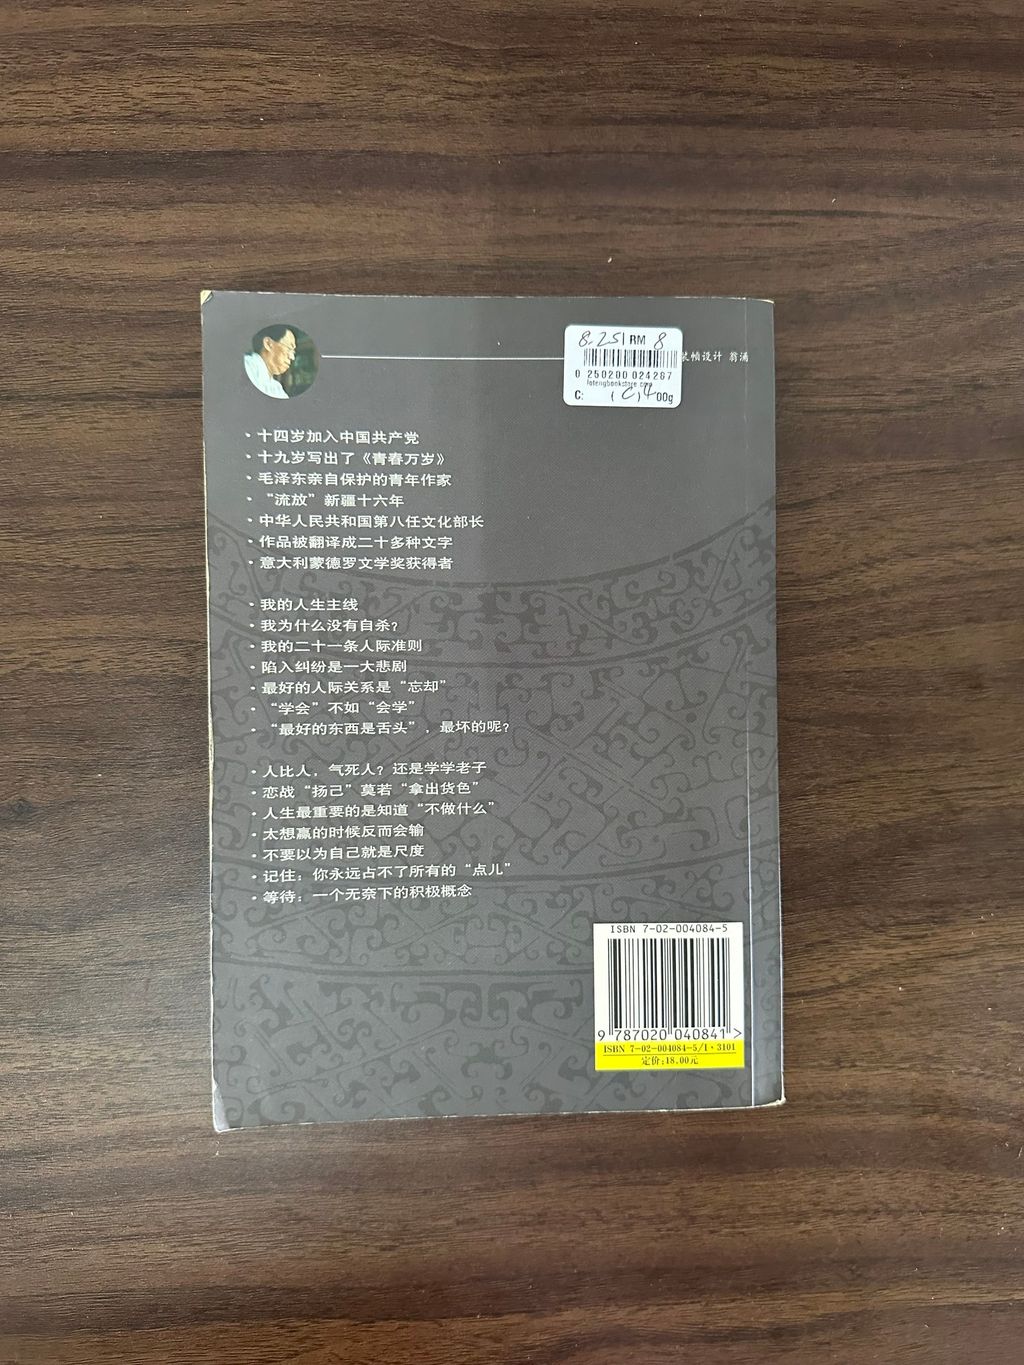 8.25 | RM 8
0 250200 024287
fotengbookstore.com
C: ( C ) 4 00g
装帧设计 翁涌
· 十四岁加入中国共产党
· 十九岁写出了《青春万岁》
· 毛泽东亲自保护的青年作家
· “流放”新疆十六年
· 中华人民共和国第八任文化部长
· 作品被翻译成二十多种文字
· 意大利蒙德罗文学奖获得者
· 我的人生主线
· 我为什么没有自杀？
· 我的二十一条人际准则
· 陷入纠纷是一大悲剧
· 最好的人际关系是“忘却”
· “学会”不如“会学”
· “最好的东西是舌头”，最坏的呢？
· 人比人，气死人？还是学学老子
· 恋战“扬己”莫若“拿出货色”
· 人生最重要的是知道“不做什么”
· 太想赢的时候反而会输
· 不要以为自己就是尺度
· 记住：你永远占不了所有的“点儿”
· 等待：一个无奈下的积极概念
ISBN 7-02-004084-5
9 787020 040841 >
ISBN 7-02-004084-5/I·3101
定价:18.00元